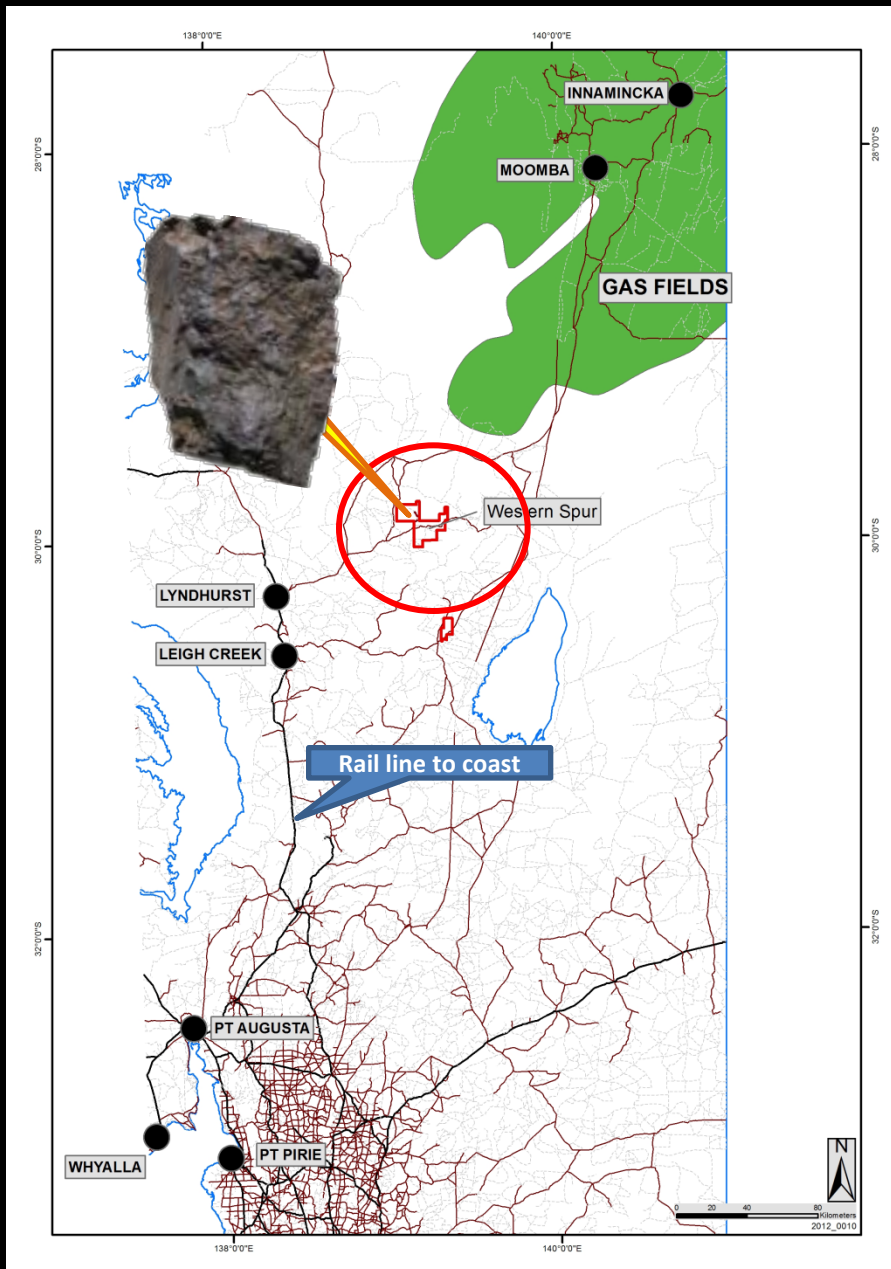 138°0'0"E
140°0'0"E
INNAMINCKA
28°0'0"S
28°0'0"S
MOOMBA
GAS FIELDS
Western Spur
30°0'0"S
30°0'0"S
LYNDHURST
LEIGH CREEK
Rail line to coast
32°0'0"S
32°0'0"S
PT AUGUSTA
WHYALLA
PT PIRIE
N
0 20 40 80
Kilometers
2012_0010
138°0'0"E
140°0'0"E